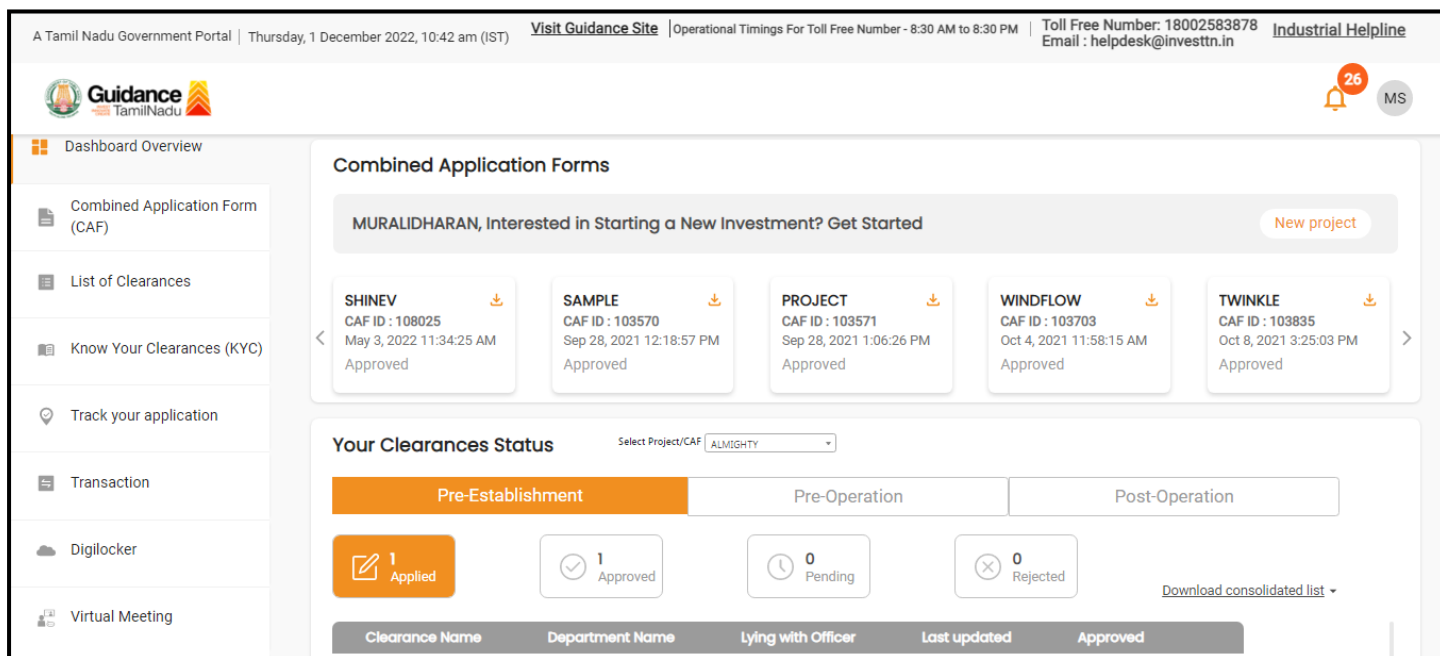 A Tamil Nadu Government Portal | Thursday, 1 December 2022, 10:42 am (IST) Visit Guidance Site | Operational Timings For Toll Free Number - 8:30 AM to 8:30 PM | Toll Free Number: 18002583878 Industrial Helpline
Email : helpdesk@investtn.in
Guidance
TamilNadu
26
MS
Dashboard Overview
Combined Application Form
(CAF)
List of Clearances
Know Your Clearances (KYC)
Track your application
Transaction
Digilocker
Virtual Meeting
Combined Application Forms
MURALIDHARAN, Interested in Starting a New Investment? Get Started New project
SHINEV
CAF ID : 108025
May 3, 2022 11:34:25 AM
Approved
SAMPLE
CAF ID : 103570
Sep 28, 2021 12:18:57 PM
Approved
PROJECT
CAF ID : 103571
Sep 28, 2021 1:06:26 PM
Approved
WINDFLOW
CAF ID : 103703
Oct 4, 2021 11:58:15 AM
Approved
TWINKLE
CAF ID : 103835
Oct 8, 2021 3:25:03 PM
Approved
Your Clearances Status Select Project/CAF ALMIGHTY
Pre-Establishment Pre-Operation Post-Operation
1
Applied
1
Approved
0
Pending
0
Rejected
Download consolidated list
Clearance Name Department Name Lying with Officer Last updated Approved